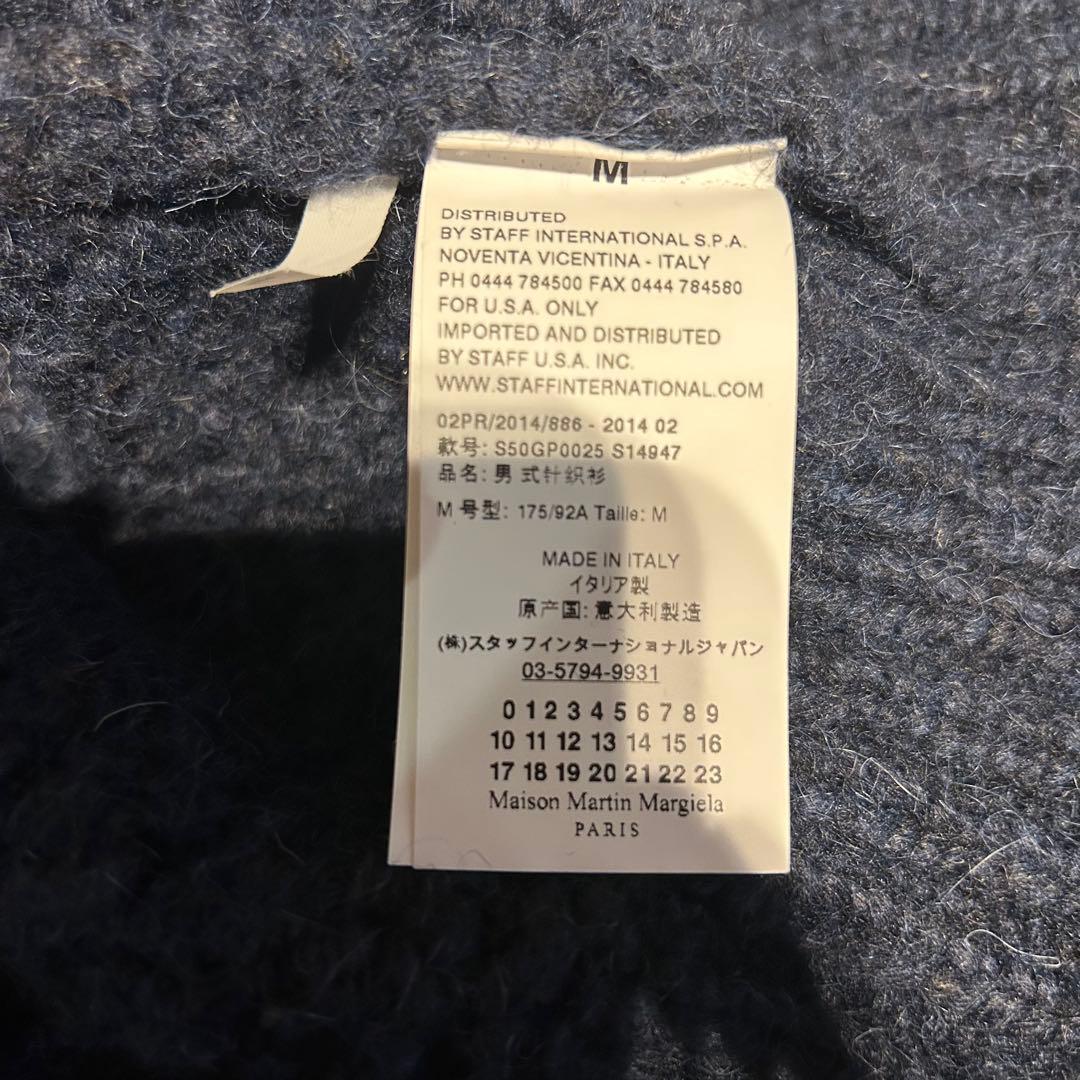 M
DISTRIBUTED
BY STAFF INTERNATIONAL S.P.A.
NOVENTA VICENTINA - ITALY
PH 0444 784500 FAX 0444 784580
FOR U.S.A. ONLY
IMPORTED AND DISTRIBUTED
BY STAFF U.S.A. INC.
WWW.STAFFINTERNATIONAL.COM
02PR/2014/886 - 2014 02
款号: S50GP0025 S14947
品名: 男 式针织衫
M 号型: 175/92A Taille: M
MADE IN ITALY
イタリア製
原产国: 意大利製造
(株)スタッフインターナショナルジャパン
03-5794-9931
0 1 2 3 4 5 6 7 8 9
10 11 12 13 14 15 16
17 18 19 20 21 22 23
Maison Martin Margiela
PARIS